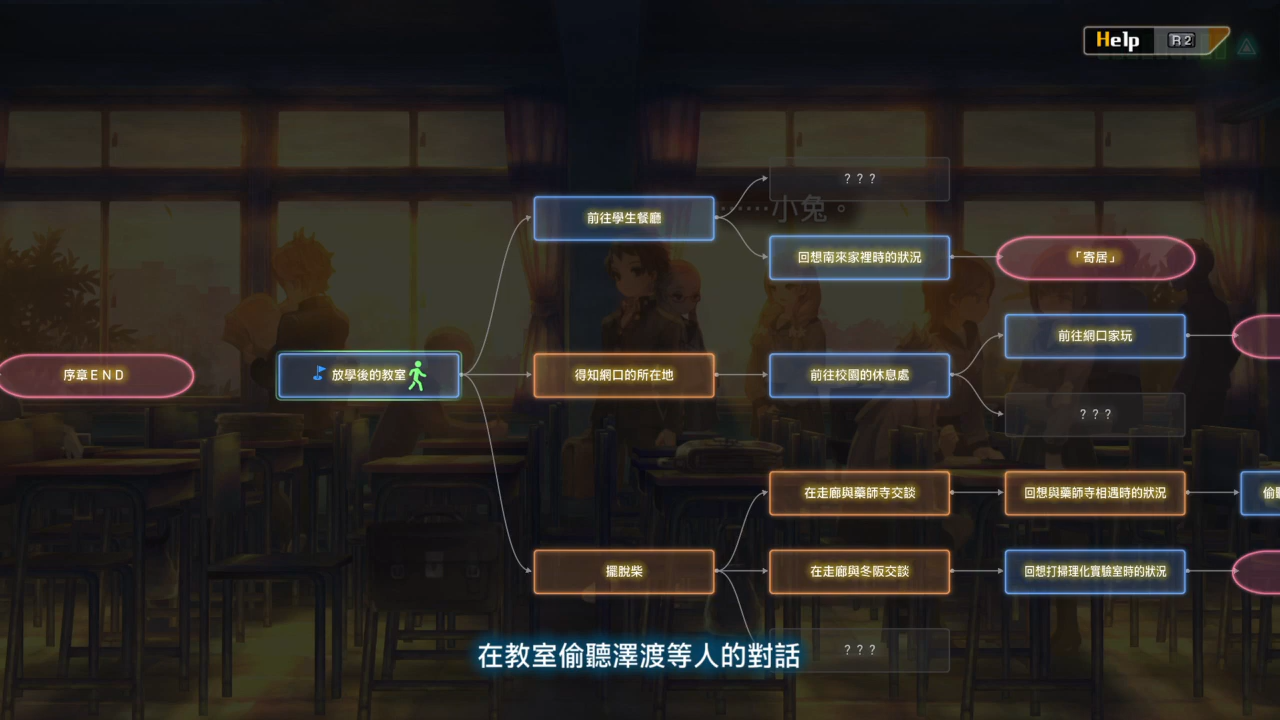 Help R2
？？？
……小兔。
前往學生餐廳
回想南來家裡時的狀況
「寄居」
前往網口家玩
序章ＥＮＤ
放學後的教室
得知網口的所在地
前往校園的休息處
？？？
在走廊與藥師寺交談
回想與藥師寺相遇時的狀況
偷
擺脫柴
在走廊與冬阪交談
回想打掃理化實驗室時的狀況
？？？
在教室偷聽澤渡等人的對話